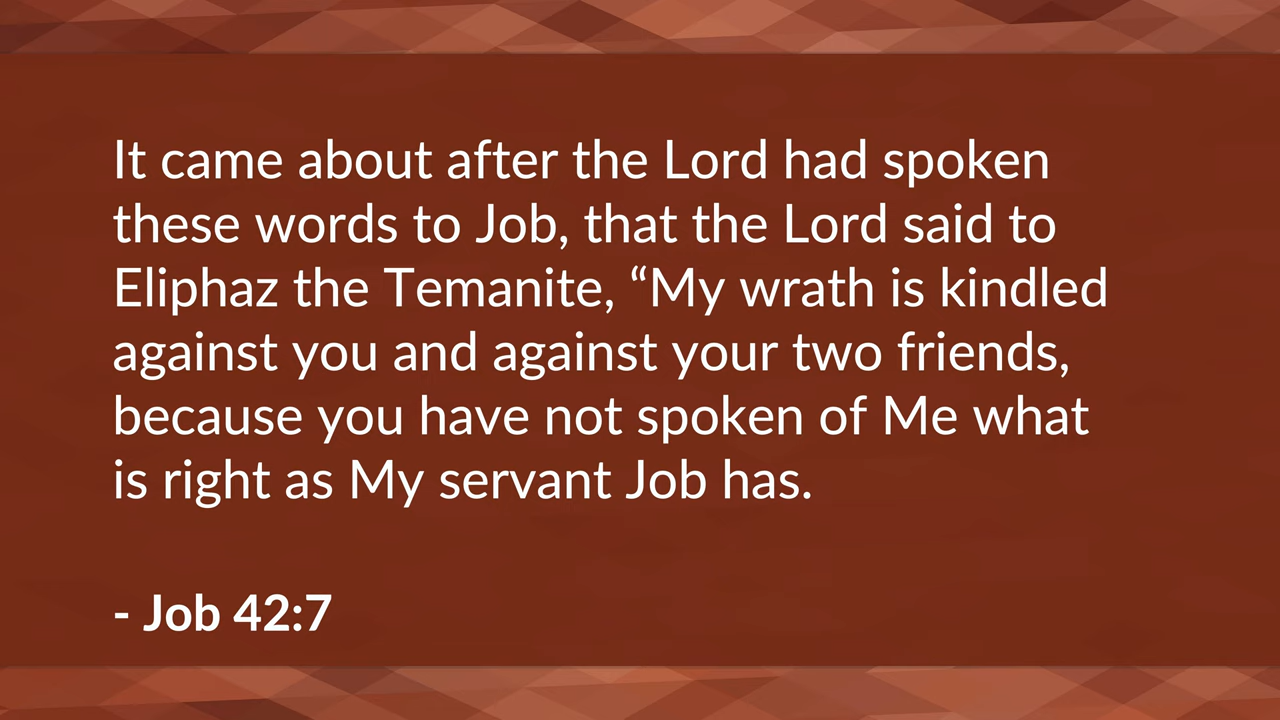 It came about after the Lord had spoken
these words to Job, that the Lord said to
Eliphaz the Temanite, “My wrath is kindled
against you and against your two friends,
because you have not spoken of Me what
is right as My servant Job has.
- Job 42:7